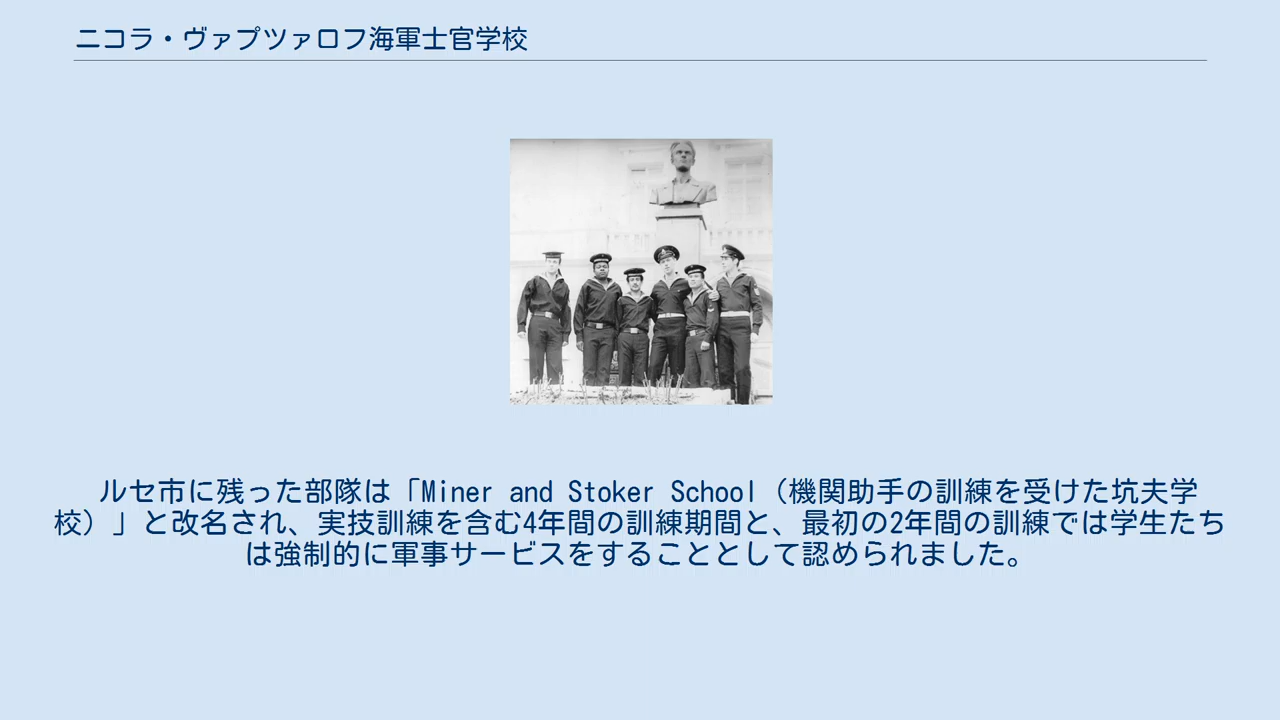 ニコラ・ヴァプツァロフ海軍士官学校
ルセ市に残った部隊は「Miner and Stoker School（機関助手の訓練を受けた坑夫学
校）」と改名され、実技訓練を含む4年間の訓練期間と、最初の2年間の訓練では学生たち
は強制的に軍事サービスをすることとして認められました。